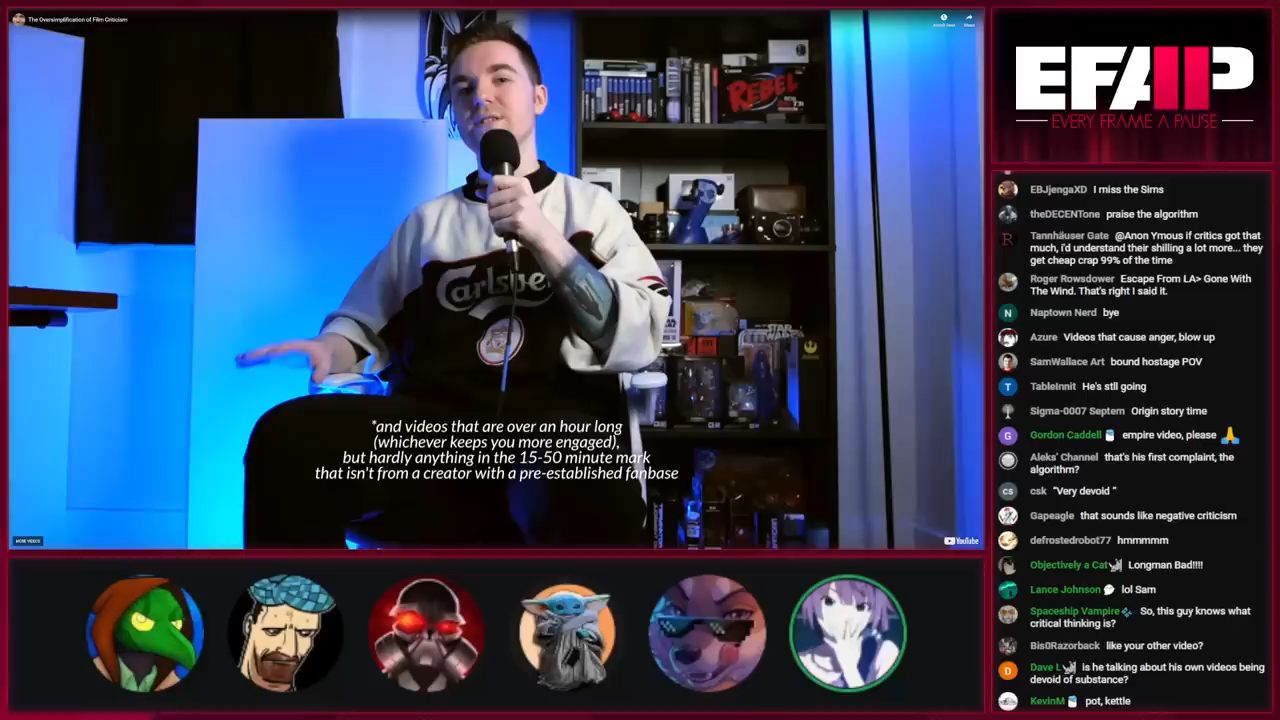 The Oversimplification of Film Criticism
Watch later
Share
REBEL
Carlsbe
STAR WARS
*and videos that are over an hour long
(whichever keeps you more engaged),
but hardly anything in the 15-50 minute mark
that isn't from a creator with a pre-established fanbase
MORE VIDEOS
YouTube
EFAP
EVERY FRAME A PAUSE
EBJjengaXD I miss the Sims
theDECENTone praise the algorithm
Tannhäuser Gate @Anon Ymous if critics got that
much, i'd understand their shilling a lot more... they
get cheap crap 99% of the time
Roger Rowsdower Escape From LA> Gone With
The Wind. That's right I said it.
N Naptown Nerd bye
Azure Videos that cause anger, blow up
SamWallace Art bound hostage POV
T TableInnit He's stll going
Sigma-0007 Septem Origin story time
G Gordon Caddell empire video, please 🙏
Aleks' Channel that's his first complaint, the
algorithm?
cs csk "Very devoid "
Gapeagle that sounds like negative criticism
defrostedrobot77 hmmmmm
Objectively a Cat Longman Bad!!!!
Lance Johnson lol Sam
Spaceship Vampire So, this guy knows what
critical thinking is?
Bis0Razorback like your other video?
D Dave L is he talking about his own videos being
devoid of substance?
KevinM pot, kettle